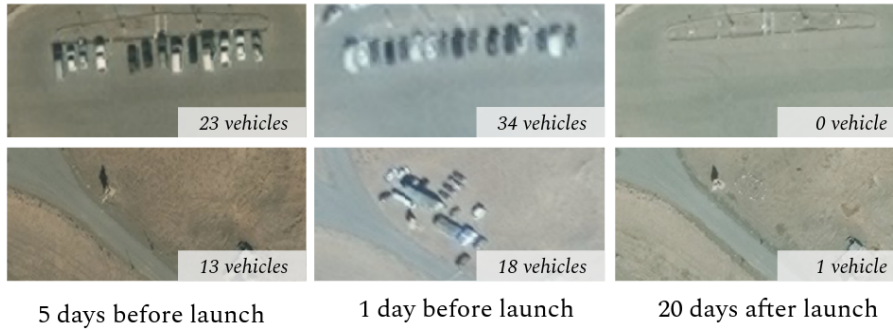 23 vehicles
34 vehicles
0 vehicle
13 vehicles
18 vehicles
1 vehicle
5 days before launch
1 day before launch
20 days after launch